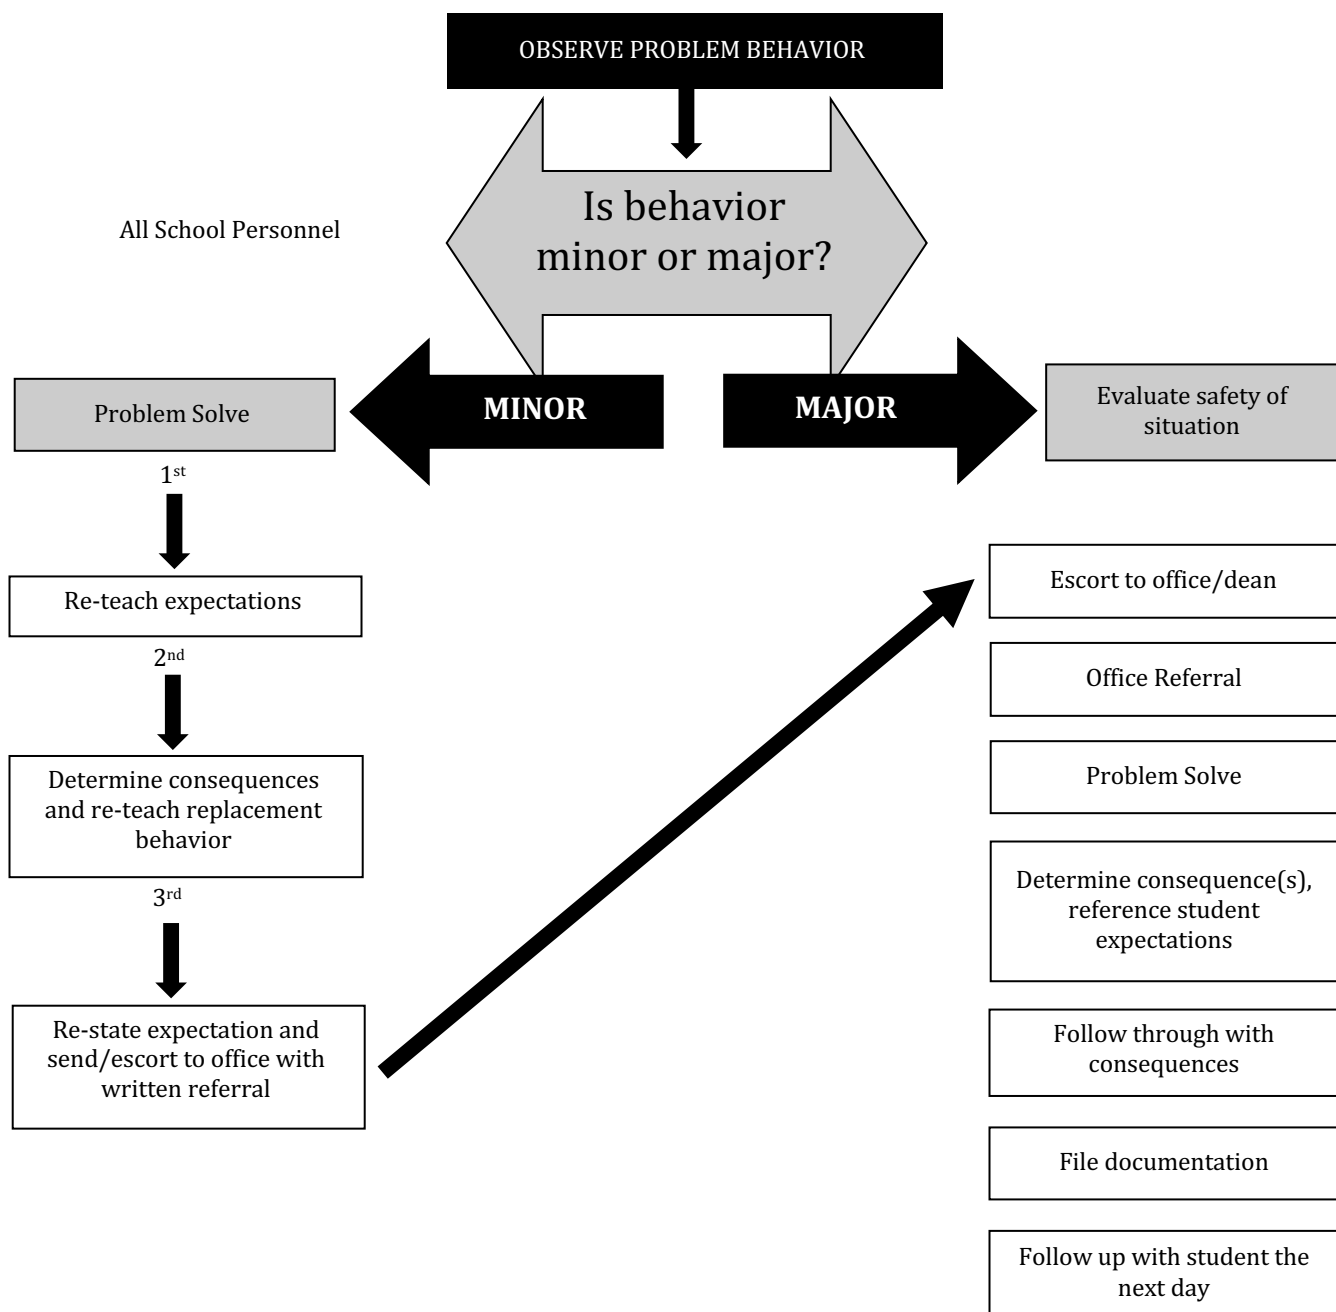 OBSERVE PROBLEM BEHAVIOR
Is behavior
minor or major?
All School Personnel
MINOR
MAJOR
Problem Solve
1st
Re-teach expectations
2nd
Determine consequences
and re-teach replacement
behavior
3rd
Re-state expectation and
send/escort to office with
written referral
Evaluate safety of
situation
Escort to office/dean
Office Referral
Problem Solve
Determine consequence(s),
reference student
expectations
Follow through with
consequences
File documentation
Follow up with student the
next day